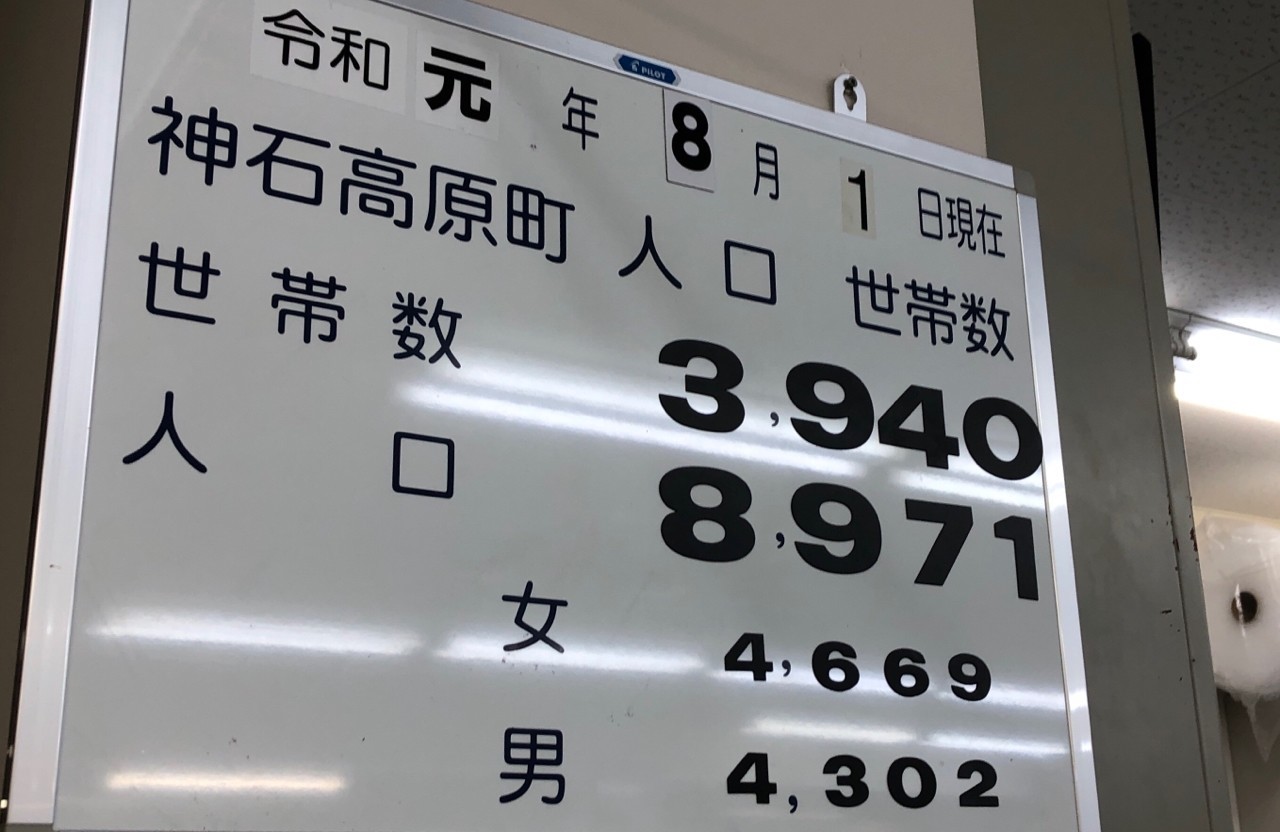 PILOT
令和元年8月1日現在
神石高原町人口世帯数
世帯数 3,940
人口 8,971
女 4,669
男 4,302